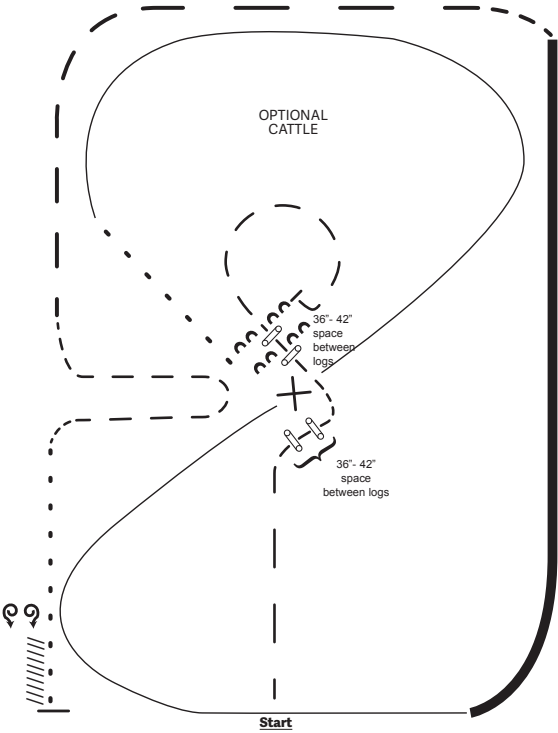 OPTIONAL
CATTLE
36”- 42”
space
between
logs
36”- 42”
space
between logs
Start